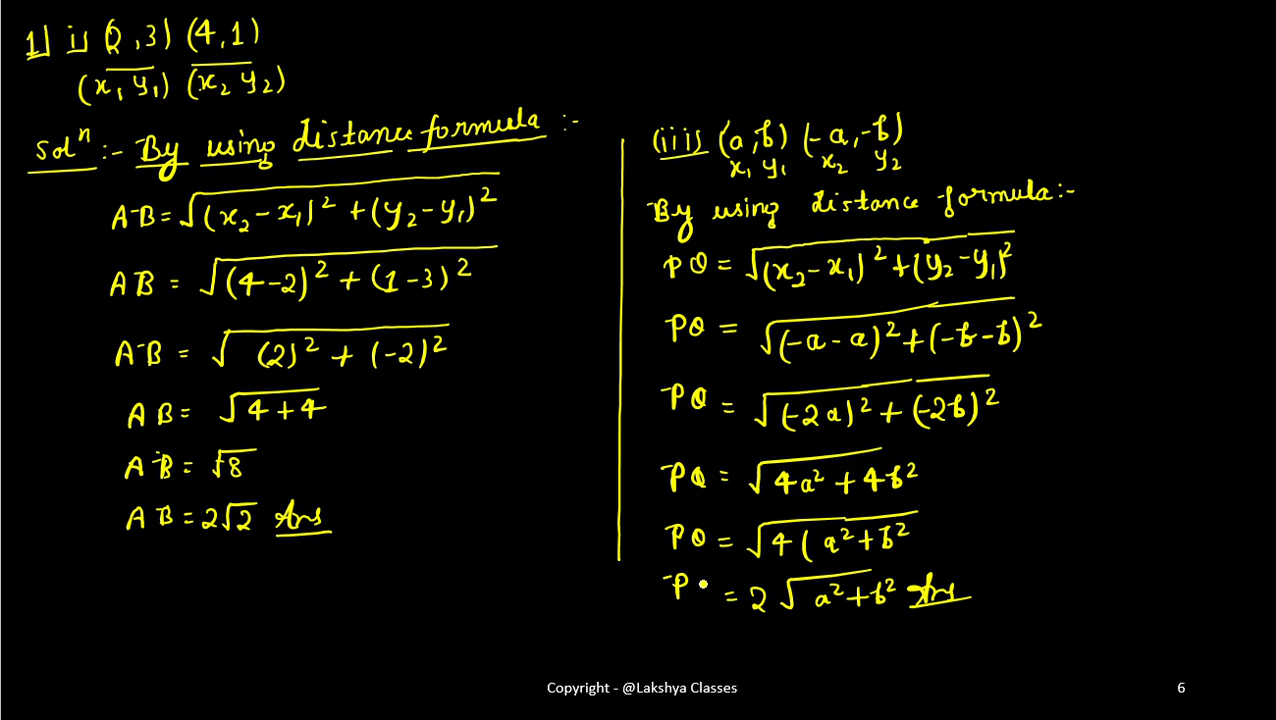 1] i] (2,3) (4,1)
(x₁ y₁) (x₂ y₂)
Solⁿ :- By using distance formula :-
AB = √(x₂-x₁)² + (y₂-y₁)²
AB = √(4-2)² + (1-3)²
AB = √(2)² + (-2)²
AB = √4+4
AB = √8
AB = 2√2 Ans
(iii) (a,b) (-a,-b)
x₁ y₁ x₂ y₂
By using distance formula:-
PQ = √(x₂-x₁)² + (y₂-y₁)²
PQ = √(-a-a)² + (-b-b)²
PQ = √(-2a)² + (-2b)²
PQ = √4a² + 4b²
PQ = √4(a²+b²
P = 2√a²+b² Ans
Copyright - @Lakshya Classes
6